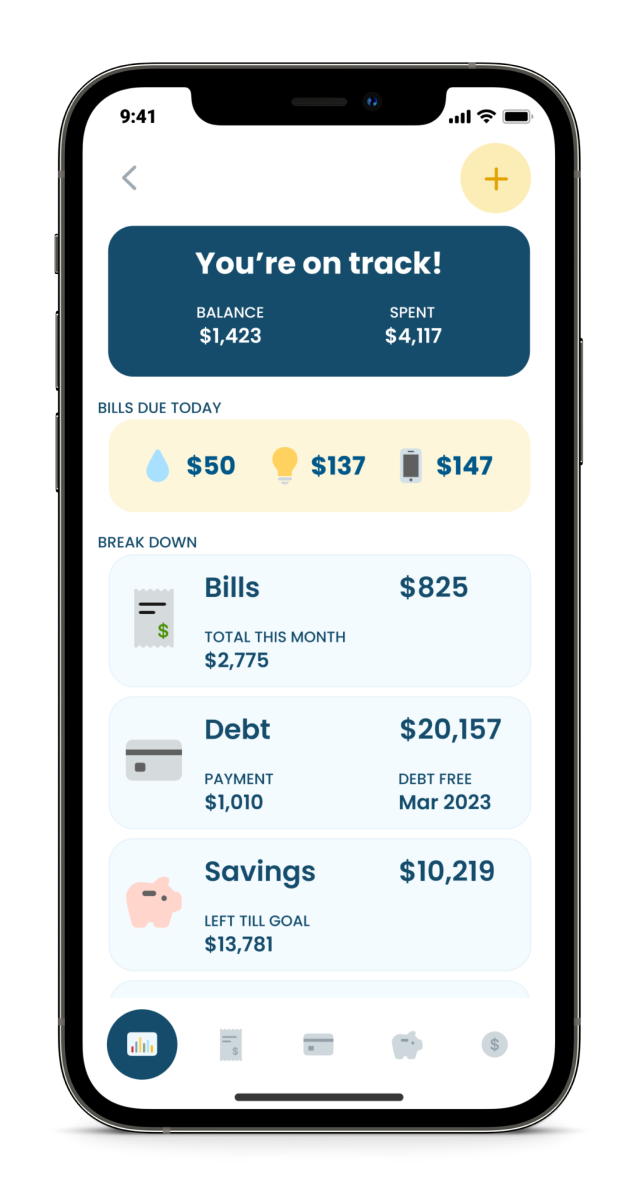 9:41
+
You're on track!
BALANCE SPENT
$1,423 $4,117
BILLS DUE TODAY
$50 $137 $147
BREAK DOWN
Bills $825
$
TOTAL THIS MONTH
$2,775
Debt $20,157
PAYMENT DEBT FREE
$1,010 Mar 2023
Savings $10,219
LEFT TILL GOAL
$13,781
$ $